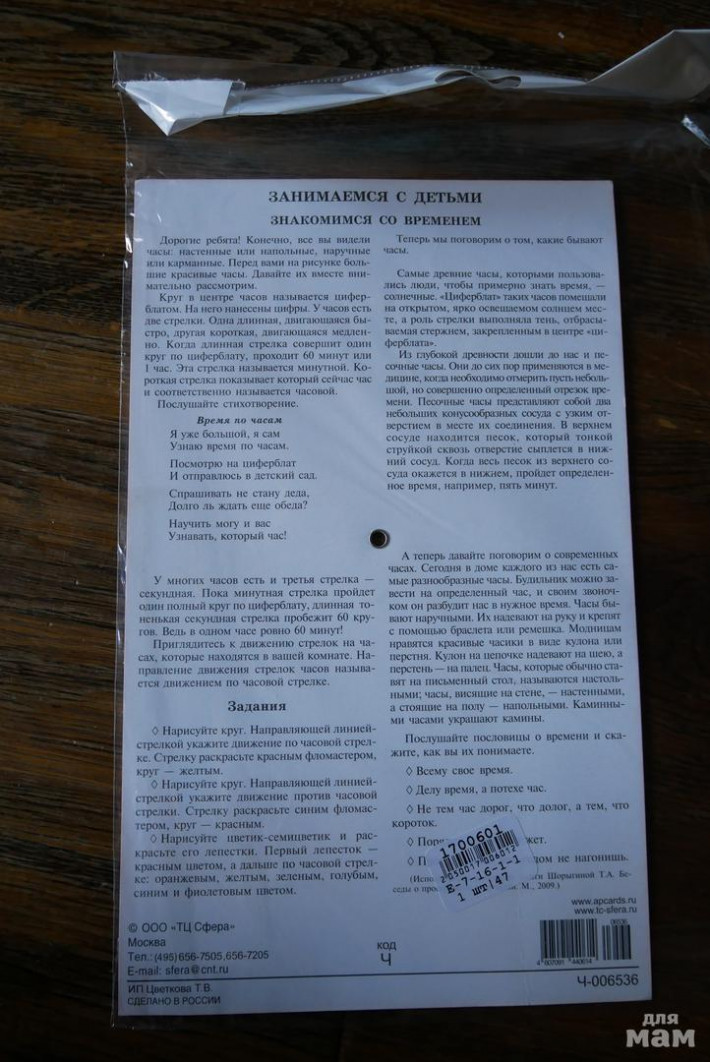 ЗАНИМАЕМСЯ С ДЕТЬМИ
ЗНАКОМИМСЯ СО ВРЕМЕНЕМ
Дорогие ребята! Конечно, все вы видели
часы: настенные или напольные, наручные
или карманные. Перед вами на рисунке боль-
шие красивые часы. Давайте их вместе вни-
мательно рассмотрим.
Круг в центре часов называется цифер-
блатом. На него нанесены цифры. У часов есть
две стрелки. Одна длинная, двигающаяся бы-
стро, другая короткая, двигающаяся медлен-
но. Когда длинная стрелка совершит один
круг по циферблату, проходит 60 минут или
1 час. Эта стрелка называется минутной. Ко-
роткая стрелка показывает который сейчас час
и соответственно называется часовой.
Послушайте стихотворение.
Время по часам
Я уже большой, я сам
Узнаю время по часам.
Посмотрю на циферблат
И отправлюсь в детский сад.
Спрашивать не стану деда,
Долго ль ждать еще обеда?
Научить могу и вас
Узнавать, который час!
У многих часов есть и третья стрелка —
секундная. Пока минутная стрелка пройдет
один полный круг по циферблату, длинная то-
ненькая секундная стрелка пробежит 60 кру-
гов. Ведь в одном часе ровно 60 минут!
Приглядитесь к движению стрелок на ча-
сах, которые находятся в вашей комнате. На-
правление движения стрелок часов называ-
ется движением по часовой стрелке.
Задания
◊ Нарисуйте круг. Направляющей линией-
стрелкой укажите движение по часовой стрел-
ке. Стрелку раскрасьте красным фломастером,
круг — желтым.
◊ Нарисуйте круг. Направляющей линией-
стрелкой укажите движение против часовой
стрелки. Стрелку раскрасьте синим флома-
стером, круг — красным.
◊ Нарисуйте цветик-семицветик и рас-
красьте его лепестки. Первый лепесток —
красным цветом, а дальше по часовой стрел-
ке: оранжевым, желтым, зеленым, голубым,
синим и фиолетовым цветом.
Теперь мы поговорим о том, какие бывают
часы.
Самые древние часы, которыми пользова-
лись люди, чтобы примерно знать время, —
солнечные. «Циферблат» таких часов помещали
на открытом, ярко освещаемом солнцем мес-
те, а роль стрелки выполняла тень, отбрасы-
ваемая стержнем, закрепленным в центре «ци-
ферблата».
Из глубокой древности дошли до нас и пе-
сочные часы. Они до сих пор применяются в ме-
дицине, когда необходимо отмерить пусть неболь-
шой, но совершенно определенный отрезок вре-
мени. Песочные часы представляют собой два
небольших конусообразных сосуда с узким от-
верстием в месте их соединения. В верхнем
сосуде находится песок, который тонкой
струйкой сквозь отверстие сыплется в ниж-
ний сосуд. Когда весь песок из верхнего со-
суда окажется в нижнем, пройдет определен-
ное время, например, пять минут.
А теперь давайте поговорим о современных
часах. Сегодня в доме каждого из нас есть са-
мые разнообразные часы. Будильник можно за-
вести на определенный час, и своим звоноч-
ком он разбудит нас в нужное время. Часы бы-
вают наручными. Их надевают на руку и крепят
с помощью браслета или ремешка. Модницам
нравятся красивые часики в виде кулона или
перстня. Кулон на цепочке надевают на шею, а
перстень — на палец. Часы, которые обычно ста-
вят на письменный стол, называются настоль-
ными; часы, висящие на стене, — настенными,
а стоящие на полу — напольными. Каминны-
ми часами украшают камины.
Послушайте пословицы о времени и ска-
жите, как вы их понимаете.
◊ Всему свое время.
◊ Делу время, а потехе час.
◊ Не тем час дорог, что долог, а тем, что
короток.
◊ жет.
◊ П дом не нагонишь.
(Испо Шорыгиной Т.А. Бе-
седы о про М., 2009.)
1700601
2050017006012
Е-7-16-1-1
1 шт|47
www.apcards.ru
www.tc-sfera.ru
© ООО «ТЦ Сфера»
Москва
Тел.: (495) 656-7505, 656-7205
E-mail: sfera@cnt.ru
код
Ч
06536
4 607091 440614
ИП Цветкова Т.В.
СДЕЛАНО В РОССИИ
Ч-006536
для
мам